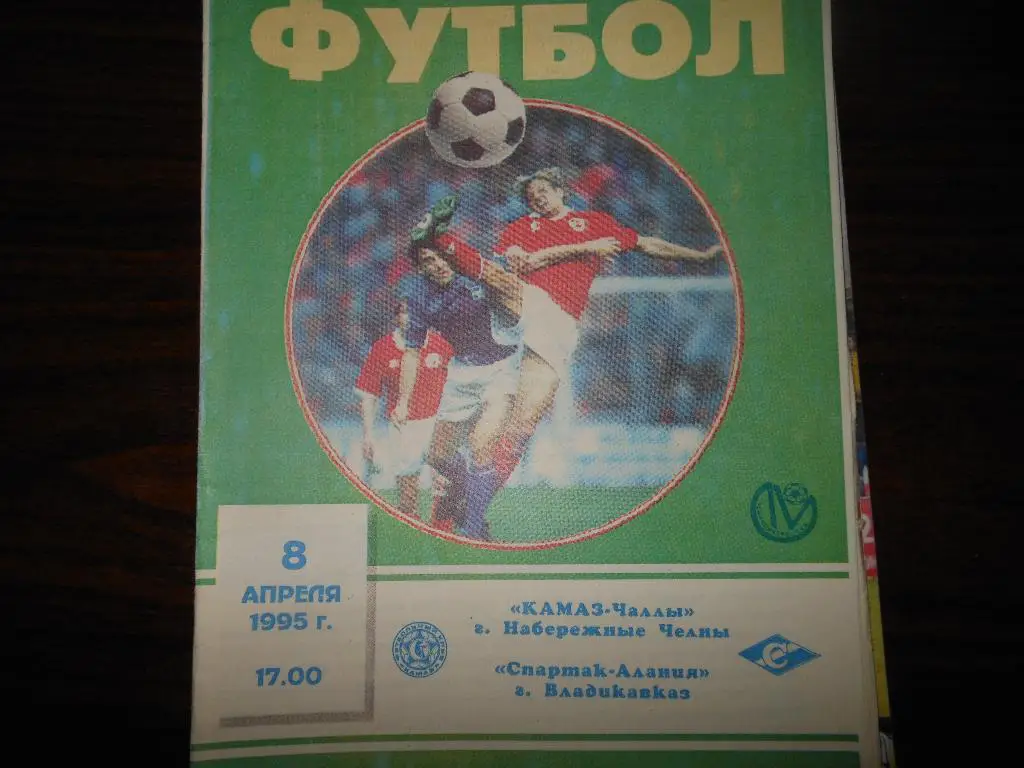 ФУТБОЛ
8
АПРЕЛЯ
1995 г.
17.00
«КАМАЗ-Чаллы»
г. Набережные Челны
«Спартак-Алания»
г. Владикавказ